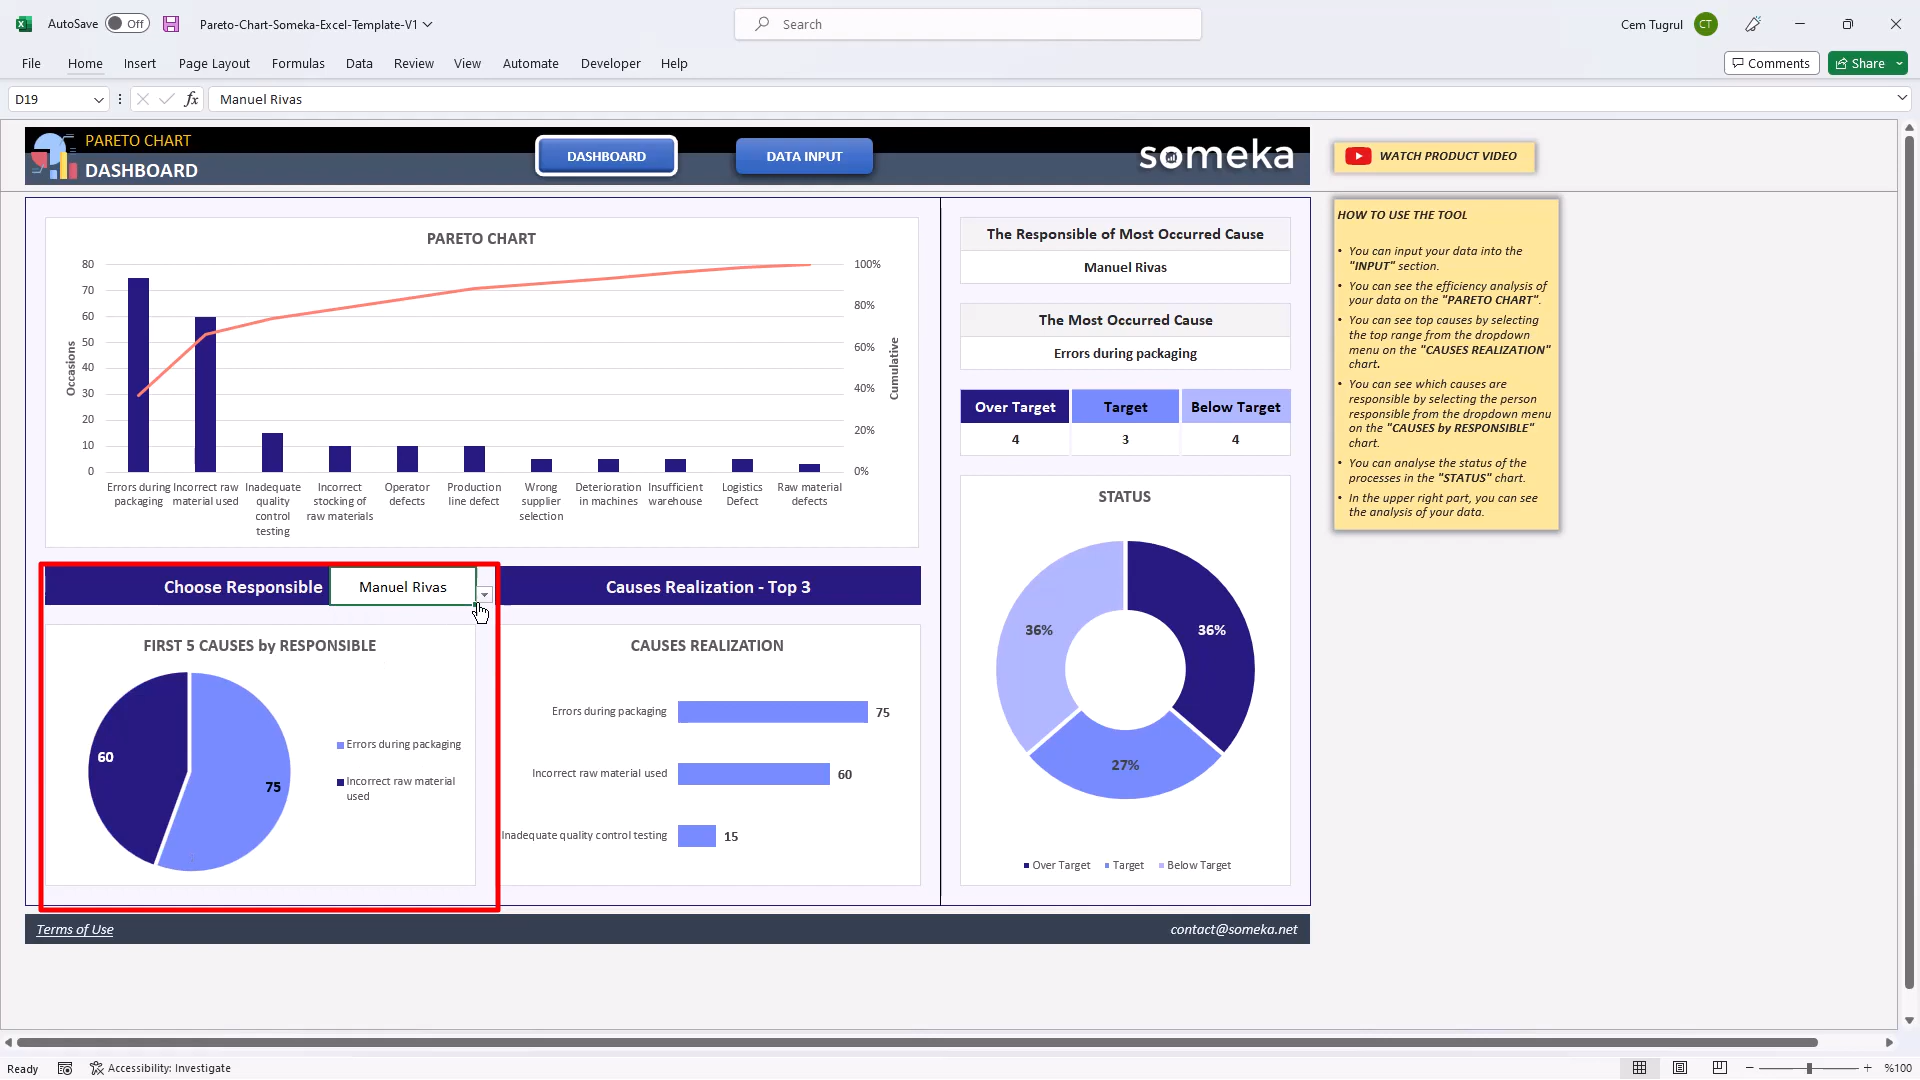 AutoSave Off Pareto-Chart-Someka-Excel-Template-V1 Search Cem Tugrul CT
File Home Insert Page Layout Formulas Data Review View Automate Developer Help Comments Share
D19 fx Manuel Rivas
PARETO CHART
DASHBOARD
DASHBOARD
DATA INPUT
someka
WATCH PRODUCT VIDEO
PARETO CHART
80
70
60
50
40
30
20
10
0
Occasions
100%
80%
60%
40%
20%
0%
Cumulative
Errors during
packaging
Incorrect raw
material used
Inadequate
quality
control
testing
Incorrect
stocking of
raw materials
Operator
defects
Production
line defect
Wrong
supplier
selection
Deterioration
in machines
Insufficient
warehouse
Logistics
Defect
Raw material
defects
The Responsible of Most Occurred Cause
Manuel Rivas
The Most Occurred Cause
Errors during packaging
Over Target Target Below Target
4 3 4
HOW TO USE THE TOOL
• You can input your data into the
"INPUT" section.
• You can see the efficiency analysis of
your data on the "PARETO CHART".
• You can see top causes by selecting
the top range from the dropdown
menu on the "CAUSES REALIZATION"
chart.
• You can see which causes are
responsible by selecting the person
responsible from the dropdown menu
on the "CAUSES by RESPONSIBLE"
chart.
• You can analyse the status of the
processes in the "STATUS" chart.
• In the upper right part, you can see
the analysis of your data.
Choose Responsible Manuel Rivas
FIRST 5 CAUSES by RESPONSIBLE
60
75
Errors during packaging
Incorrect raw material
used
Causes Realization - Top 3
CAUSES REALIZATION
Errors during packaging 75
Incorrect raw material used 60
Inadequate quality control testing 15
STATUS
36% 36%
27%
Over Target Target Below Target
Terms of Use contact@someka.net
Ready Accessibility: Investigate %100